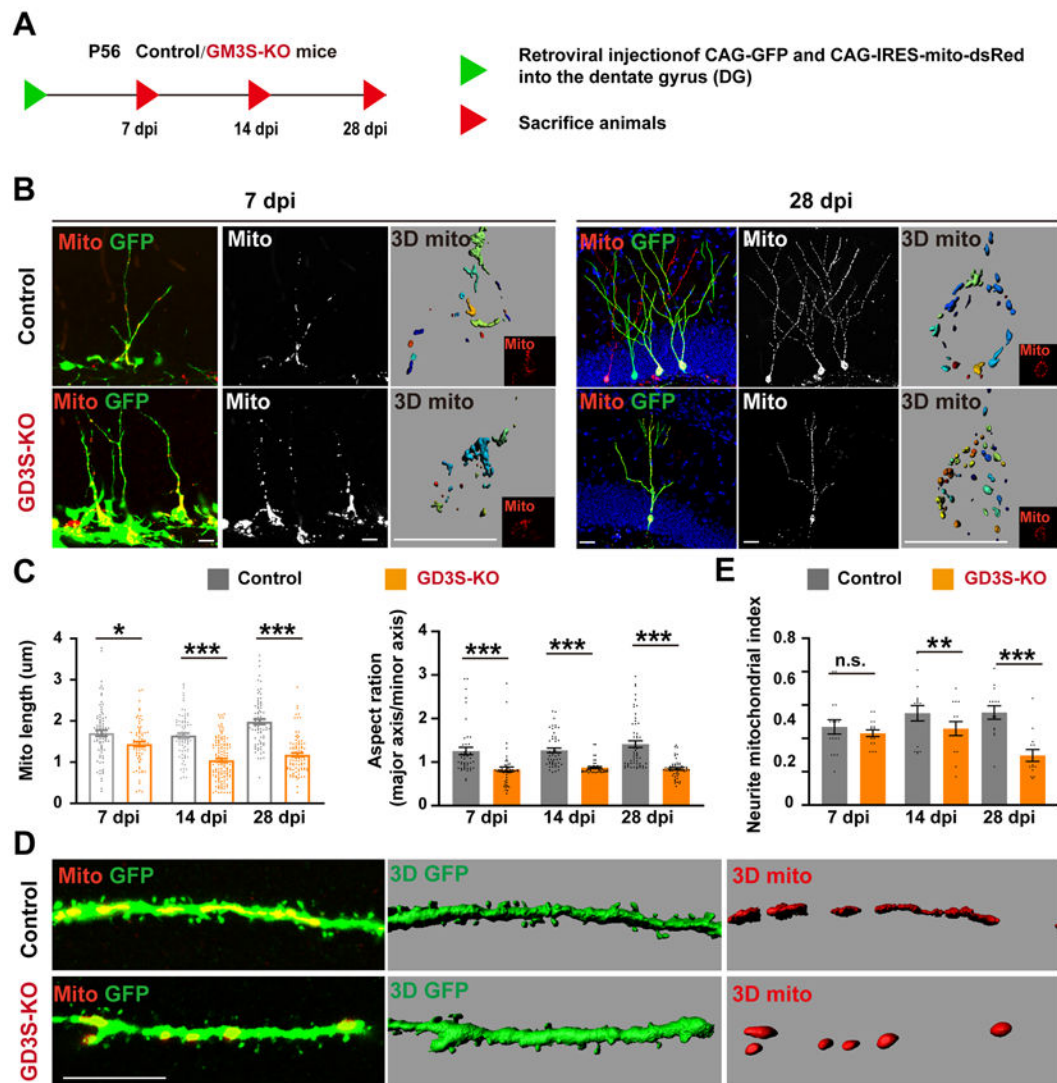 A
P56 Control/GM3S-KO mice
7 dpi
14 dpi
28 dpi
Retroviral injectionof CAG-GFP and CAG-IRES-mito-dsRed
into the dentate gyrus (DG)
Sacrifice animals
B
7 dpi
28 dpi
Control
Mito GFP
Mito
3D mito
Mito
Mito GFP
Mito
3D mito
Mito
GD3S-KO
Mito GFP
Mito
3D mito
Mito
Mito GFP
Mito
3D mito
Mito
C
Control
GD3S-KO
Mito length (um)
4
3
2
1
0
*
***
***
7 dpi
14 dpi
28 dpi
Aspect ration
(major axis/minor axis)
4
3
2
1
0
***
***
***
7 dpi
14 dpi
28 dpi
E
Control
GD3S-KO
Neurite mitochondrial index
0,8
0,6
0,4
0,2
0
n.s.
**
***
7 dpi
14 dpi
28 dpi
D
Control
Mito GFP
3D GFP
3D mito
GD3S-KO
Mito GFP
3D GFP
3D mito